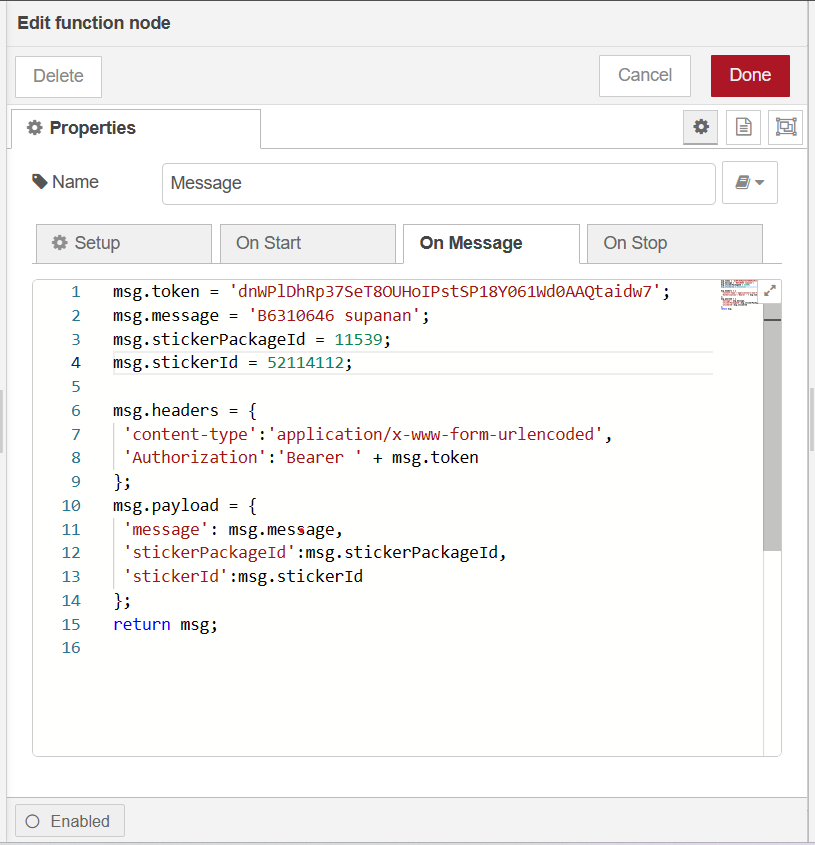 Edit function node
Delete
Cancel
Done
Properties
Name
Message
Setup
On Start
On Message
On Stop
1 msg.token = 'dnWPlDhRp37SeT8OUHoIPstSP18Y061Wd0AAQtaidw7';
2 msg.message = 'B6310646 supanan';
3 msg.stickerPackageId = 11539;
4 msg.stickerId = 52114112;
5
6 msg.headers = {
7 'content-type':'application/x-www-form-urlencoded',
8 'Authorization':'Bearer ' + msg.token
9 };
10 msg.payload = {
11 'message': msg.message,
12 'stickerPackageId':msg.stickerPackageId,
13 'stickerId':msg.stickerId
14 };
15 return msg;
16
Enabled